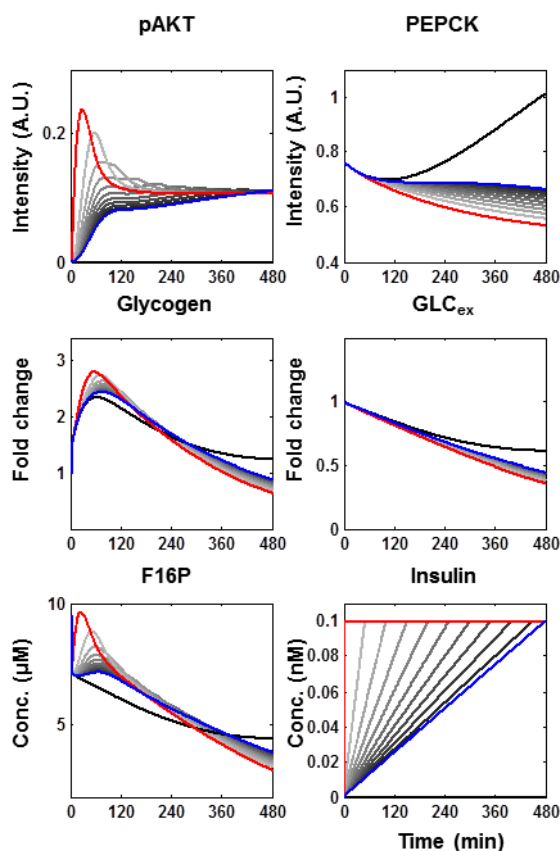 pAKT
PEPCK
Intensity (A.U.)
0.2
0
0 120 240 360 480
Intensity (A.U.)
1
0.8
0.6
0.4
0 120 240 360 480
Glycogen
GLCex
Fold change
3
2
1
0 120 240 360 480
Fold change
1
0.5
0
0 120 240 360 480
F16P
Insulin
Conc. (µM)
10
5
0 120 240 360 480
Conc. (nM)
0.1
0.08
0.06
0.04
0.02
0
0 120 240 360 480
Time (min)